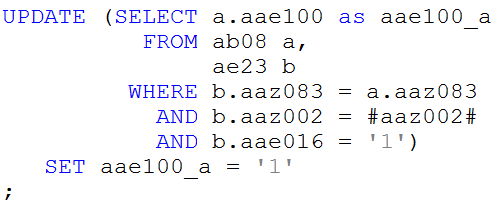 UPDATE (SELECT a.aae100 as aae100_a
FROM ab08 a,
ae23 b
WHERE b.aaz083 = a.aaz083
AND b.aaz002 = #aaz002#
AND b.aae016 = '1')
SET aae100_a = '1'
;